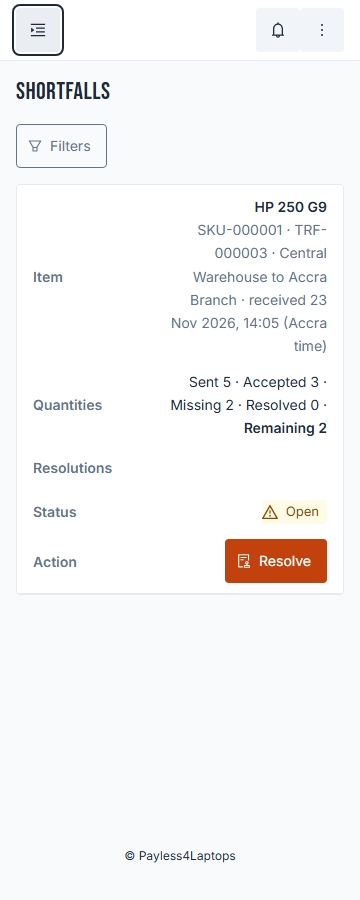 SHORTFALLS
Filters
Item
HP 250 G9
SKU-000001 · TRF-
000003 · Central
Warehouse to Accra
Branch · received 23
Nov 2026, 14:05 (Accra
time)
Quantities
Sent 5 · Accepted 3 ·
Missing 2 · Resolved 0 ·
Remaining 2
Resolutions
Status
Open
Action
Resolve
© Payless4Laptops